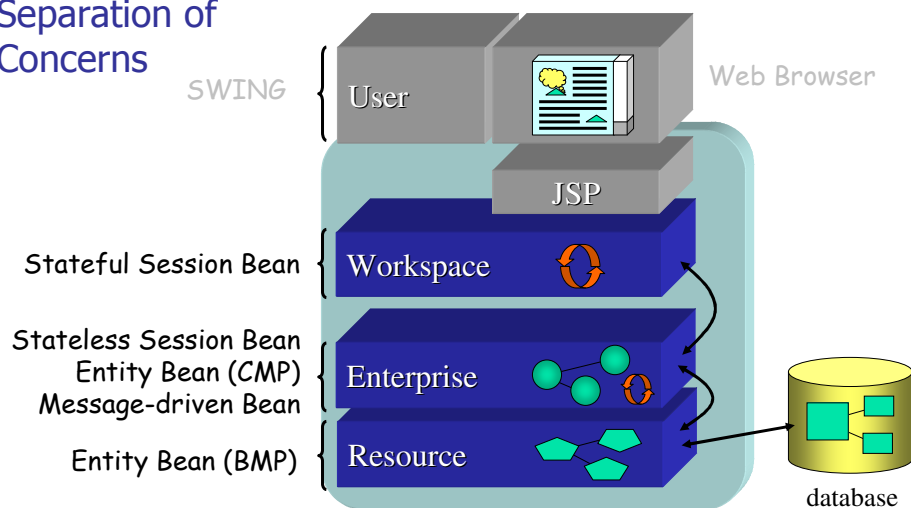 Separation of
Concerns
SWING
User
Web Browser
JSP
Stateful Session Bean
Workspace
Stateless Session Bean
Entity Bean (CMP)
Message-driven Bean
Enterprise
Entity Bean (BMP)
Resource
database